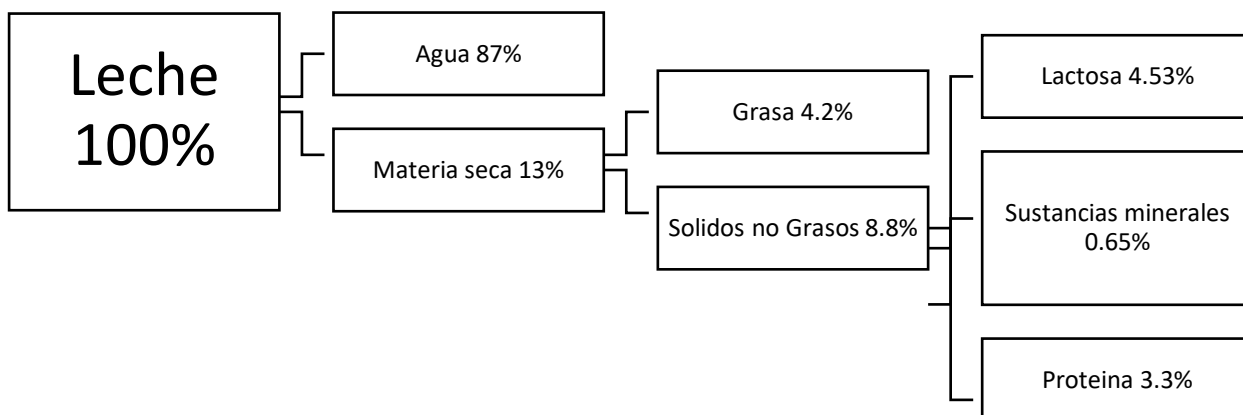 Leche
100%
Agua 87%
Materia seca 13%
Grasa 4.2%
Solidos no Grasos 8.8%
Lactosa 4.53%
Sustancias minerales
0.65%
Proteina 3.3%